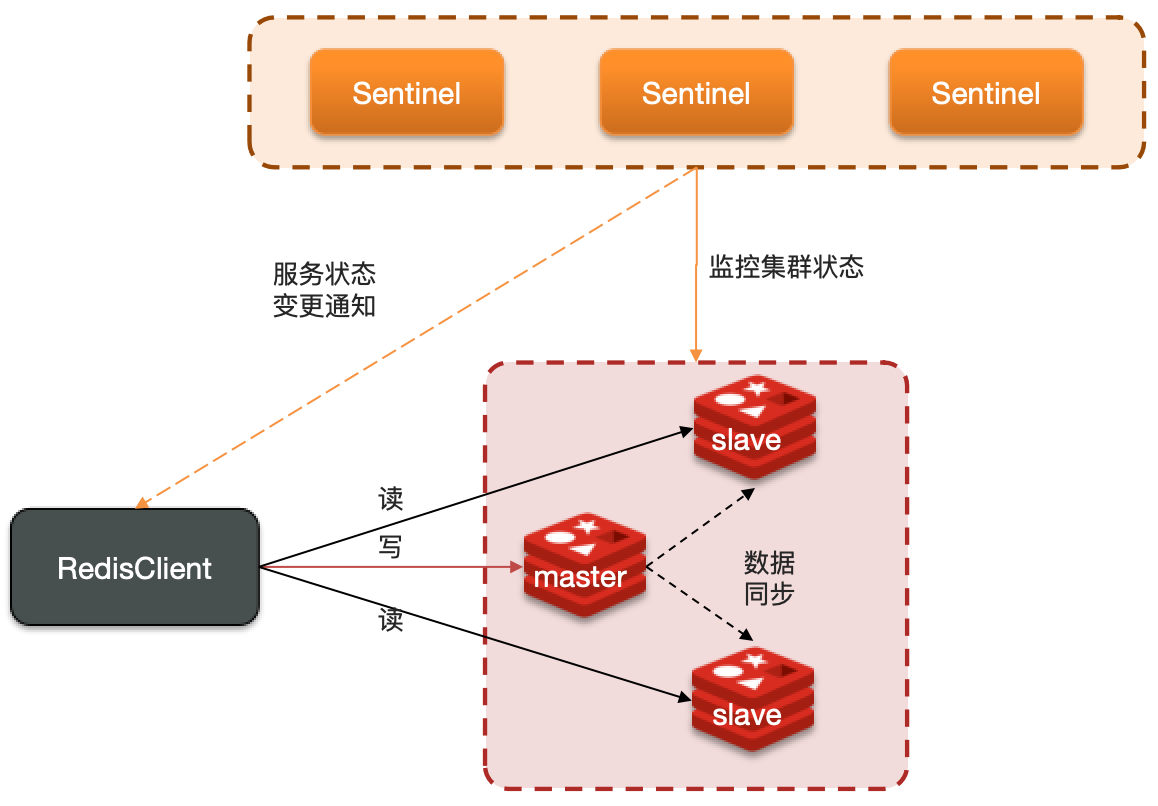 Sentinel
Sentinel
Sentinel
服务状态
变更通知
监控集群状态
slave
读
写
RedisClient
master
数据
同步
读
slave